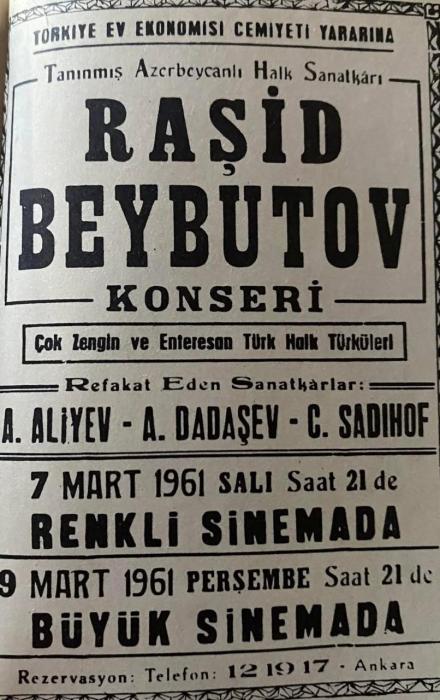 TÜRKİYE EV EKONOMİSİ CEMİYETİ YARARINA
Tanınmış Azerbeycanlı Halk Sanatkârı
RAŞİD
BEYBUTOV
KONSERİ
Çok Zengin ve Enteresan Türk Halk Türküleri
Refakat Eden Sanatkârlar:
A. ALİYEV - A. DADAŞEV - C. SADIHOF
7 MART 1961 SALI Saat 21 de
RENKLİ SİNEMADA
9 MART 1961 PERŞEMBE Saat 21 de
BÜYÜK SİNEMADA
Rezervasyon: Telefon: 12 19 17 - Ankara